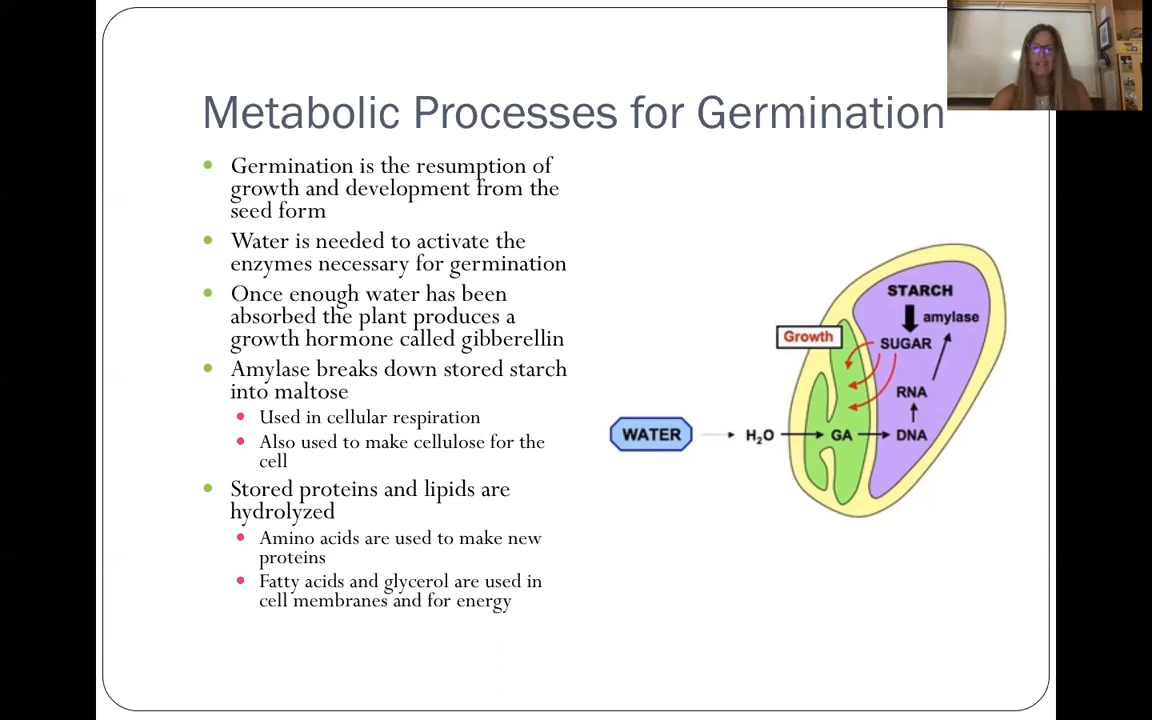 Metabolic Processes for Germination
Germination is the resumption of
growth and development from the
seed form
Water is needed to activate the
enzymes necessary for germination
Once enough water has been
absorbed the plant produces a
growth hormone called gibberellin
Amylase breaks down stored starch
into maltose
Used in cellular respiration
Also used to make cellulose for the
cell
Stored proteins and lipids are
hydrolyzed
Amino acids are used to make new
proteins
Fatty acids and glycerol are used in
cell membranes and for energy
STARCH
amylase
Growth
SUGAR
RNA
WATER
H₂O
GA
DNA